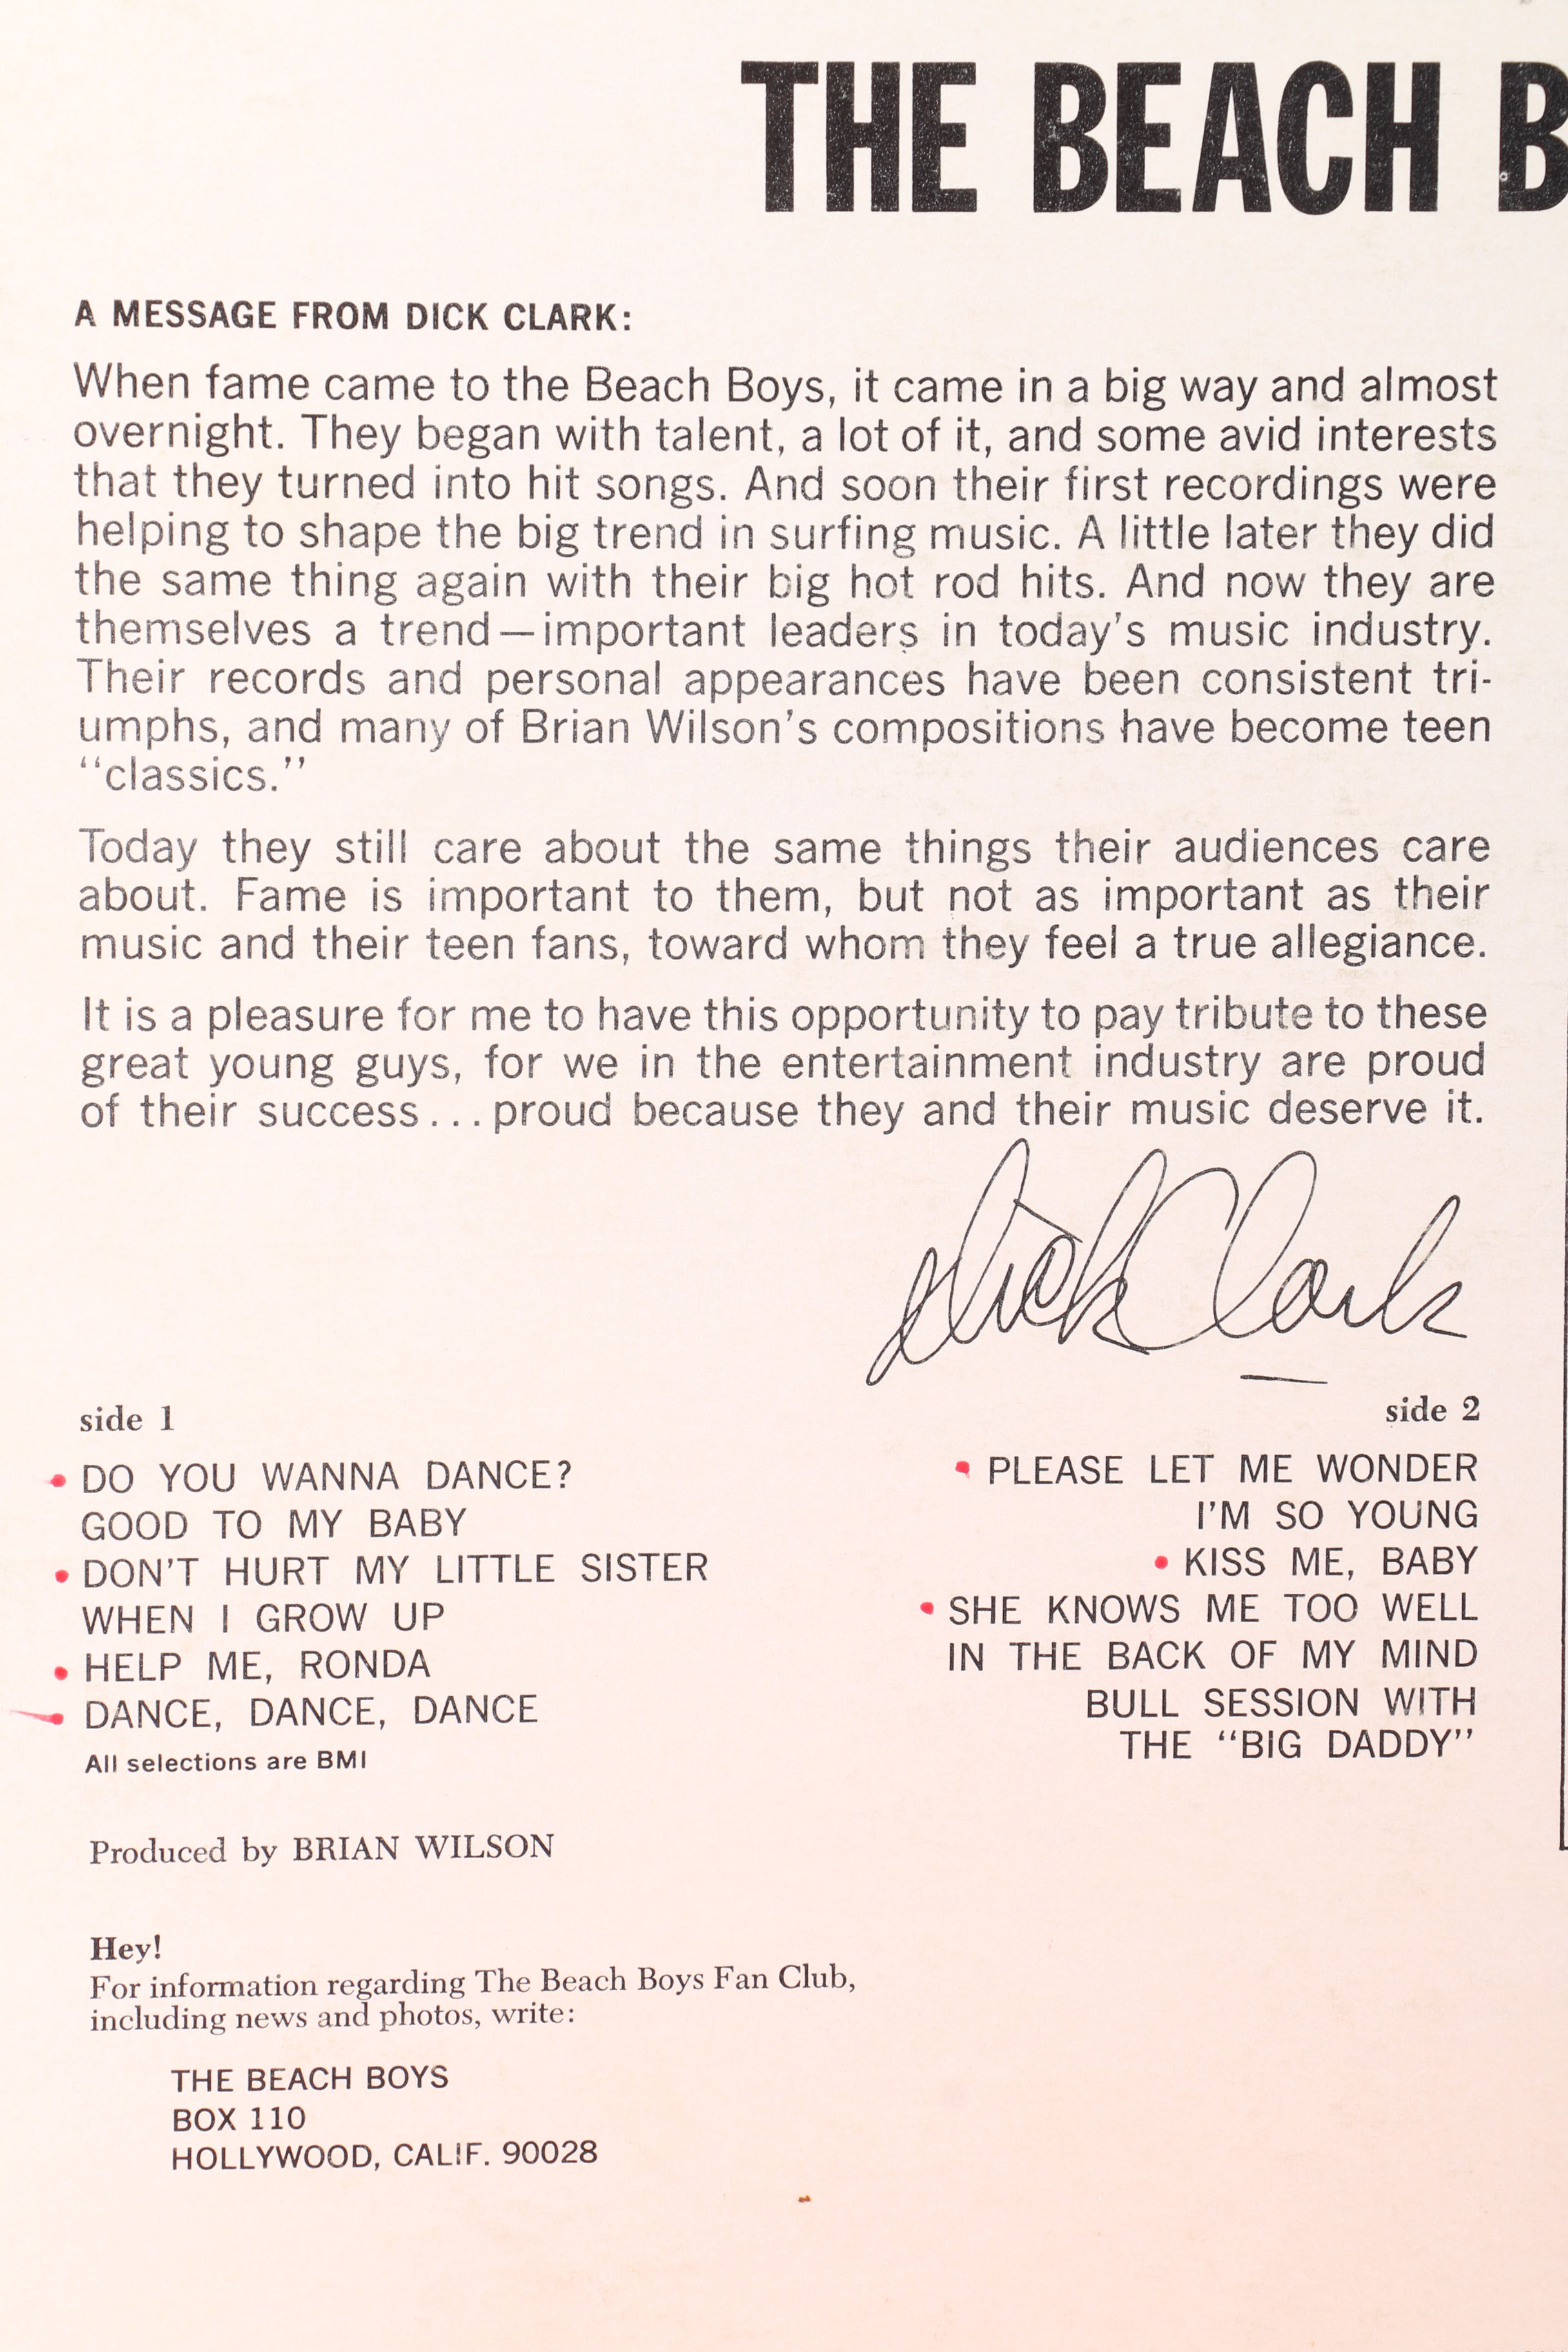 THE BEACH B
A MESSAGE FROM DICK CLARK:
When fame came to the Beach Boys, it came in a big way and almost
overnight. They began with talent, a lot of it, and some avid interests
that they turned into hit songs. And soon their first recordings were
helping to shape the big trend in surfing music. A little later they did
the same thing again with their big hot rod hits. And now they are
themselves a trend—important leaders in today's music industry.
Their records and personal appearances have been consistent tri-
umphs, and many of Brian Wilson's compositions have become teen
"classics."
Today they still care about the same things their audiences care
about. Fame is important to them, but not as important as their
music and their teen fans, toward whom they feel a true allegiance.
It is a pleasure for me to have this opportunity to pay tribute to these
great young guys, for we in the entertainment industry are proud
of their success...proud because they and their music deserve it.
Dick Clark
side 1
DO YOU WANNA DANCE?
GOOD TO MY BABY
DON'T HURT MY LITTLE SISTER
WHEN I GROW UP
HELP ME, RONDA
DANCE, DANCE, DANCE
All selections are BMI
side 2
PLEASE LET ME WONDER
I'M SO YOUNG
KISS ME, BABY
SHE KNOWS ME TOO WELL
IN THE BACK OF MY MIND
BULL SESSION WITH
THE "BIG DADDY"
Produced by BRIAN WILSON
Hey!
For information regarding The Beach Boys Fan Club,
including news and photos, write:
THE BEACH BOYS
BOX 110
HOLLYWOOD, CALIF. 90028